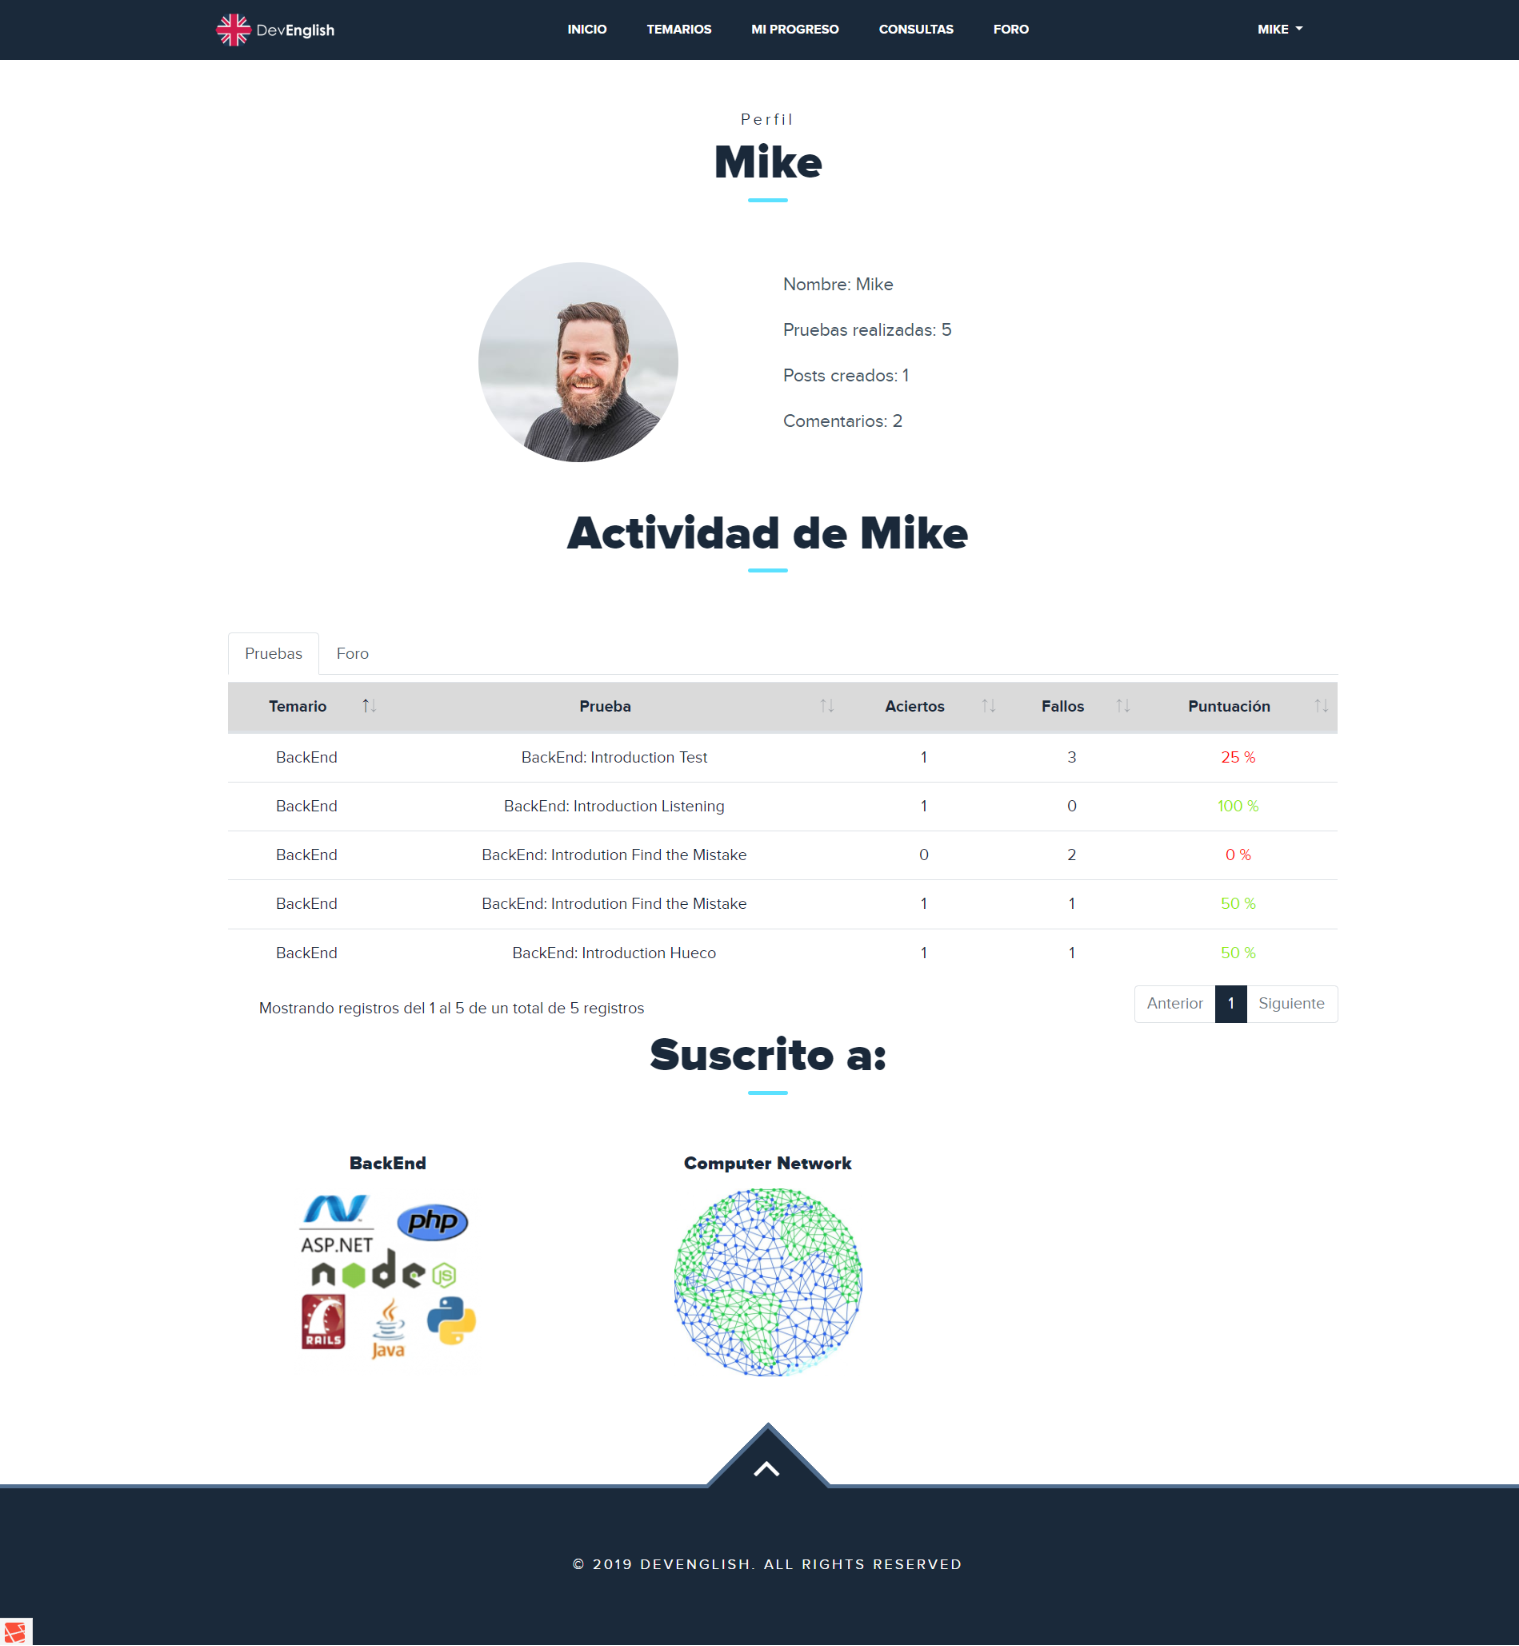 DevEnglish INICIO TEMARIOS MI PROGRESO CONSULTAS FORO MIKE
Perfil
Mike
Nombre: Mike
Pruebas realizadas: 5
Posts creados: 1
Comentarios: 2
Actividad de Mike
Pruebas Foro
Temario Prueba Aciertos Fallos Puntuación
BackEnd BackEnd: Introduction Test 1 3 25 %
BackEnd BackEnd: Introduction Listening 1 0 100 %
BackEnd BackEnd: Introdution Find the Mistake 0 2 0 %
BackEnd BackEnd: Introdution Find the Mistake 1 1 50 %
BackEnd BackEnd: Introduction Hueco 1 1 50 %
Mostrando registros del 1 al 5 de un total de 5 registros Anterior 1 Siguiente
Suscrito a:
BackEnd Computer Network
php
ASP.NET
node JS
RAILS
Java
© 2019 DEVENGLISH. ALL RIGHTS RESERVED